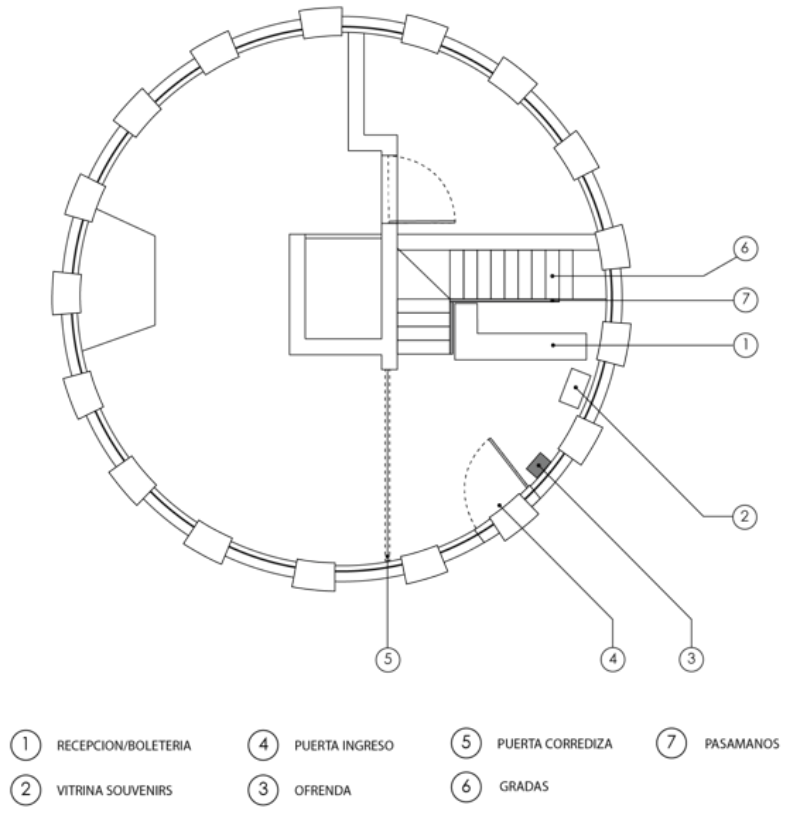 6
7
1
2
5
4
3
1 RECEPCION/BOLETERIA
4 PUERTA INGRESO
5 PUERTA CORREDIZA
7 PASAMANOS
2 VITRINA SOUVENIRS
3 OFRENDA
6 GRADAS